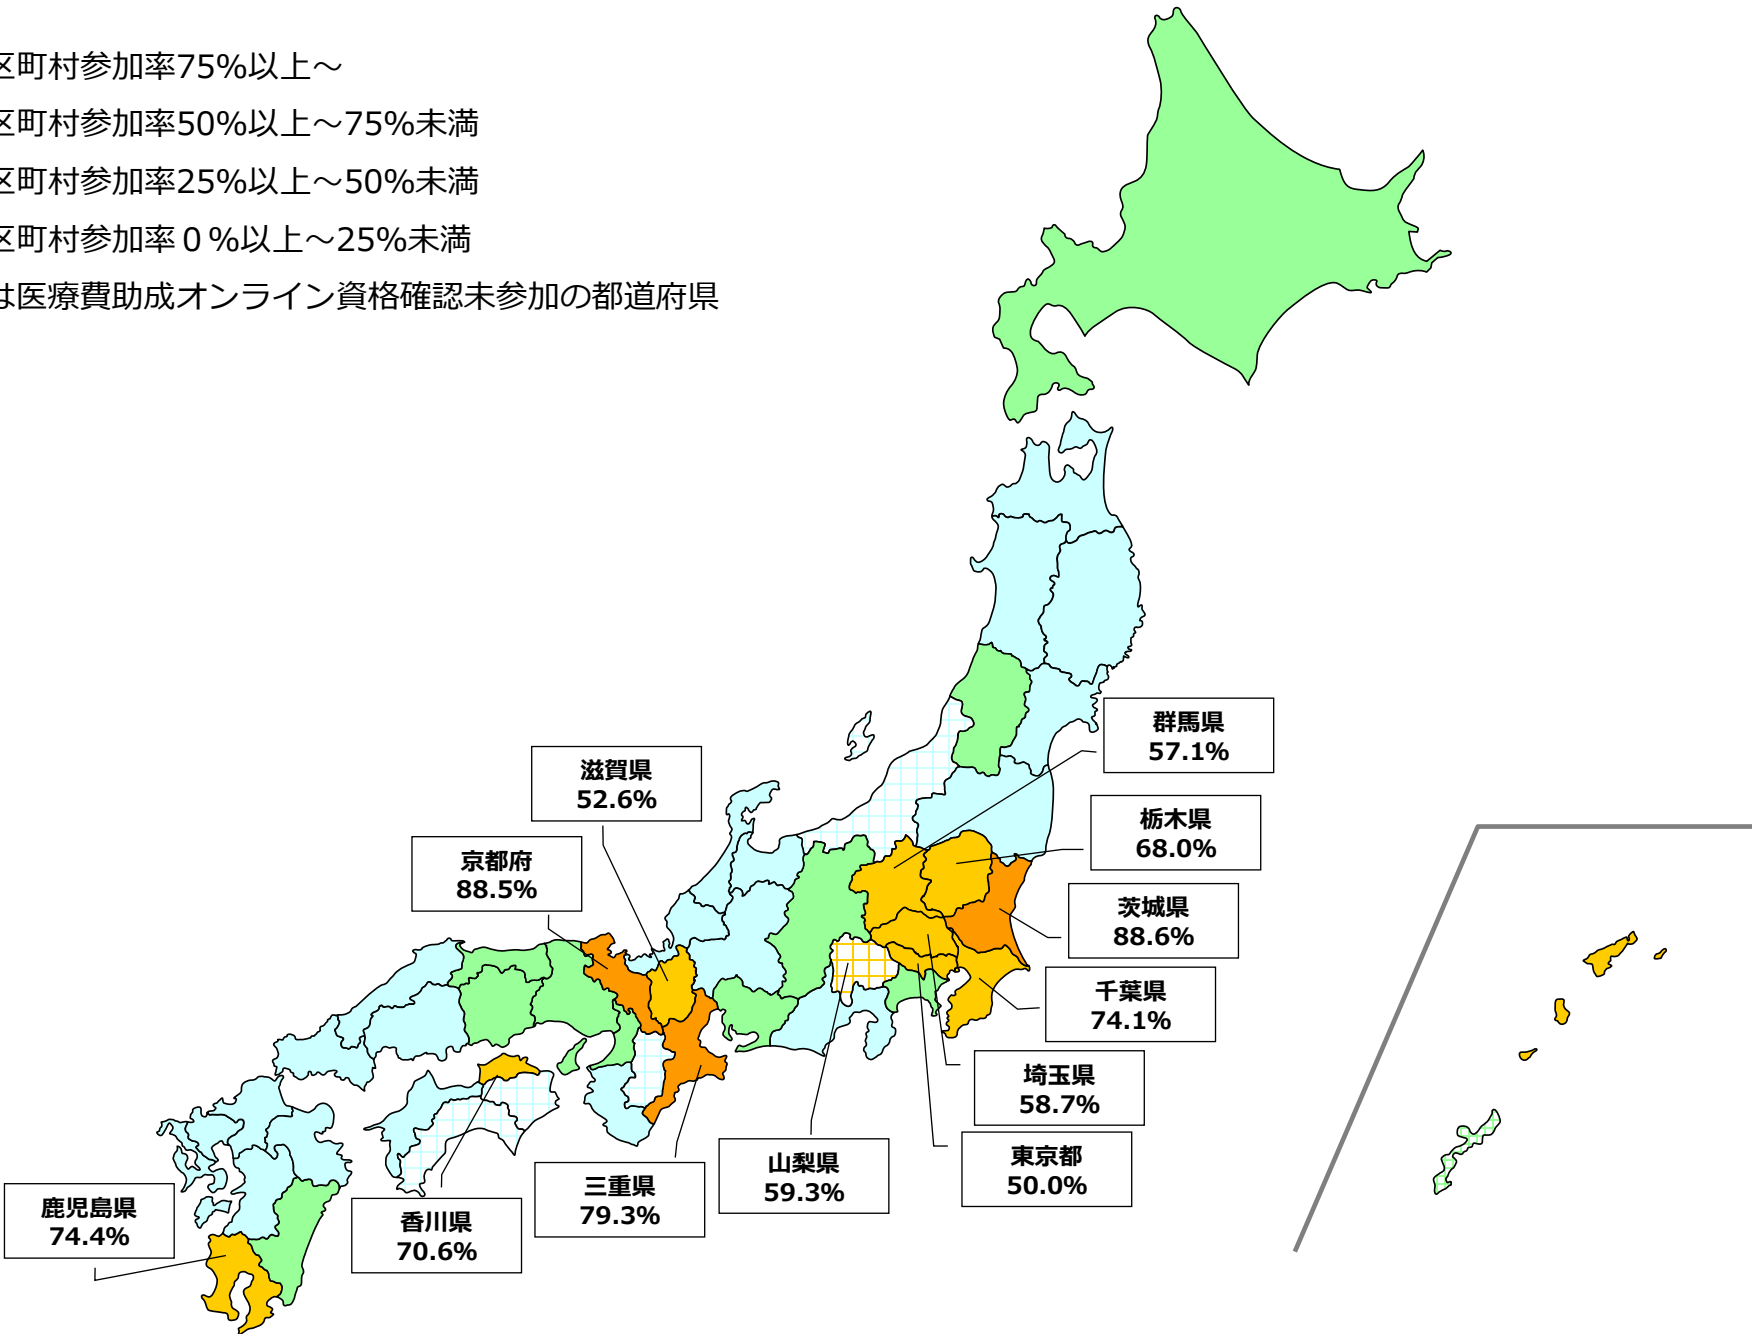 区町村参加率75%以上～
区町村参加率50%以上～75%未満
区町村参加率25%以上～50%未満
区町村参加率０%以上～25%未満
は医療費助成オンライン資格確認未参加の都道府県
群馬県
57.1%
滋賀県
52.6%
栃木県
68.0%
京都府
88.5%
茨城県
88.6%
千葉県
74.1%
埼玉県
58.7%
東京都
50.0%
山梨県
59.3%
三重県
79.3%
鹿児島県
74.4%
香川県
70.6%